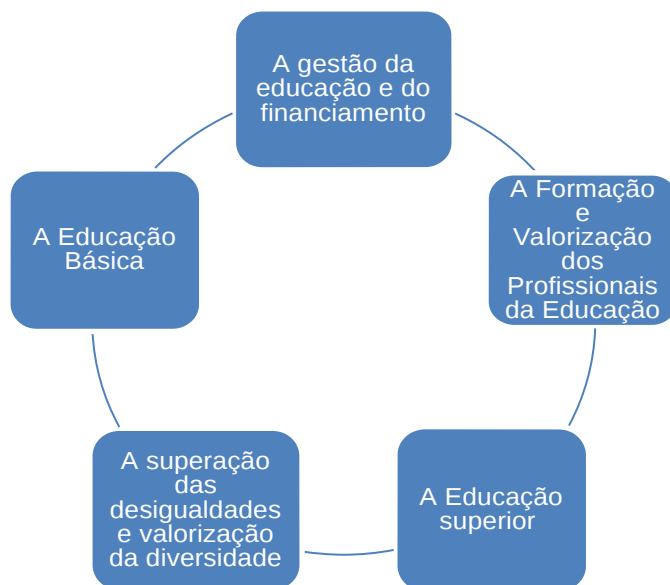 A gestão da
educação e do
financiamento
A Formação
e
Valorização
dos
Profissionais
da Educação
A Educação
superior
A superação
das
desigualdades
e valorização
da diversidade
A Educação
Básica